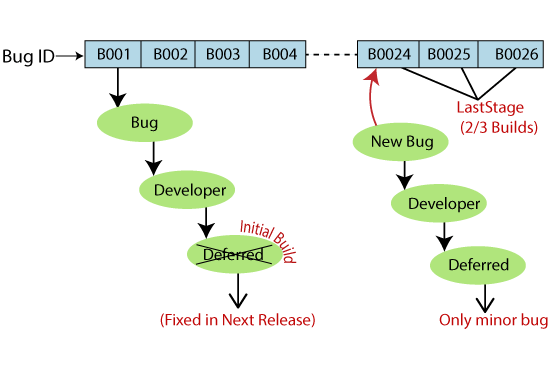 Bug ID
B001 B002 B003 B004 B0024 B0025 B0026
LastStage
(2/3 Builds)
Bug
New Bug
Developer
Developer
Initial Build
Deferred
Deferred
(Fixed in Next Release)
Only minor bug